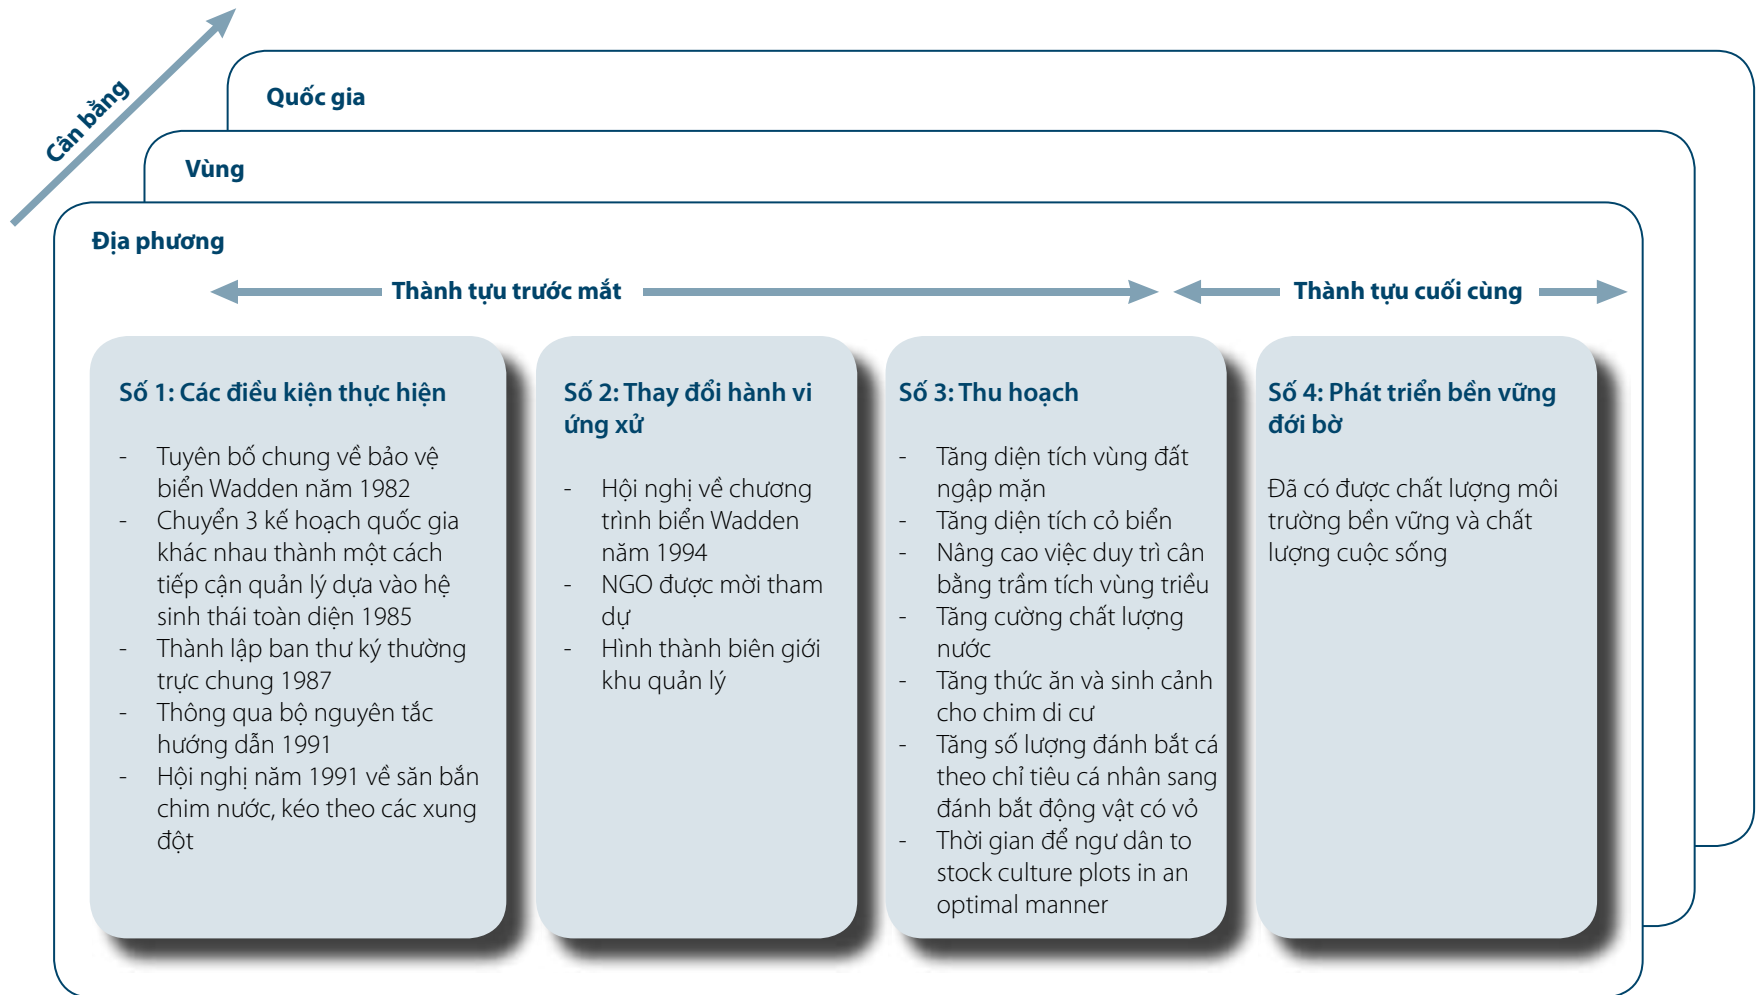 Cân bằng
Quốc gia
Vùng
Địa phương
Thành tựu trước mắt
Thành tựu cuối cùng
Số 1: Các điều kiện thực hiện
- Tuyên bố chung về bảo vệ
biển Wadden năm 1982
- Chuyển 3 kế hoạch quốc gia
khác nhau thành một cách
tiếp cận quản lý dựa vào hệ
sinh thái toàn diện 1985
- Thành lập ban thư ký thường
trực chung 1987
- Thông qua bộ nguyên tắc
hướng dẫn 1991
- Hội nghị năm 1991 về săn bắn
chim nước, kéo theo các xung
đột
Số 2: Thay đổi hành vi
ứng xử
- Hội nghị về chương
trình biển Wadden
năm 1994
- NGO được mời tham
dự
- Hình thành biên giới
khu quản lý
Số 3: Thu hoạch
- Tăng diện tích vùng đất
ngập mặn
- Tăng diện tích cỏ biển
- Nâng cao việc duy trì cân
bằng trầm tích vùng triều
- Tăng cường chất lượng
nước
- Tăng thức ăn và sinh cảnh
cho chim di cư
- Tăng số lượng đánh bắt cá
theo chỉ tiêu cá nhân sang
đánh bắt động vật có vỏ
- Thời gian để ngư dân to
stock culture plots in an
optimal manner
Số 4: Phát triển bền vững
đới bờ
Đã có được chất lượng môi
trường bền vững và chất
lượng cuộc sống